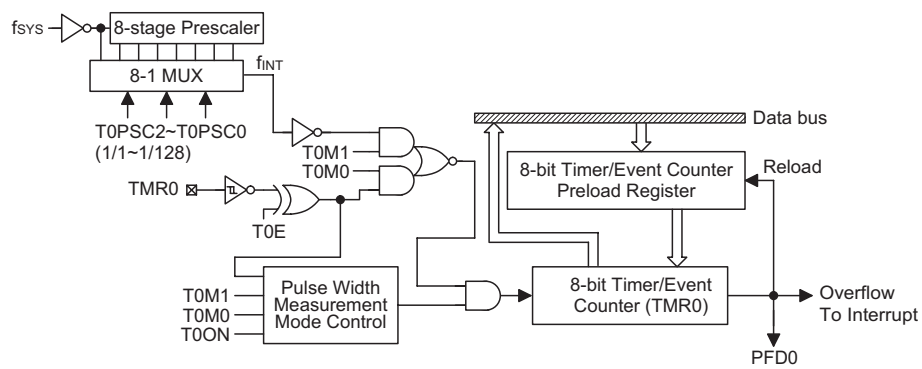 fSYS
8-stage Prescaler
8-1 MUX
fINT
T0PSC2~T0PSC0
(1/1~1/128)
T0M1
T0M0
TMR0
T0E
Data bus
8-bit Timer/Event Counter
Preload Register
Reload
T0M1
T0M0
T0ON
Pulse Width
Measurement
Mode Control
8-bit Timer/Event
Counter (TMR0)
Overflow
To Interrupt
PFD0